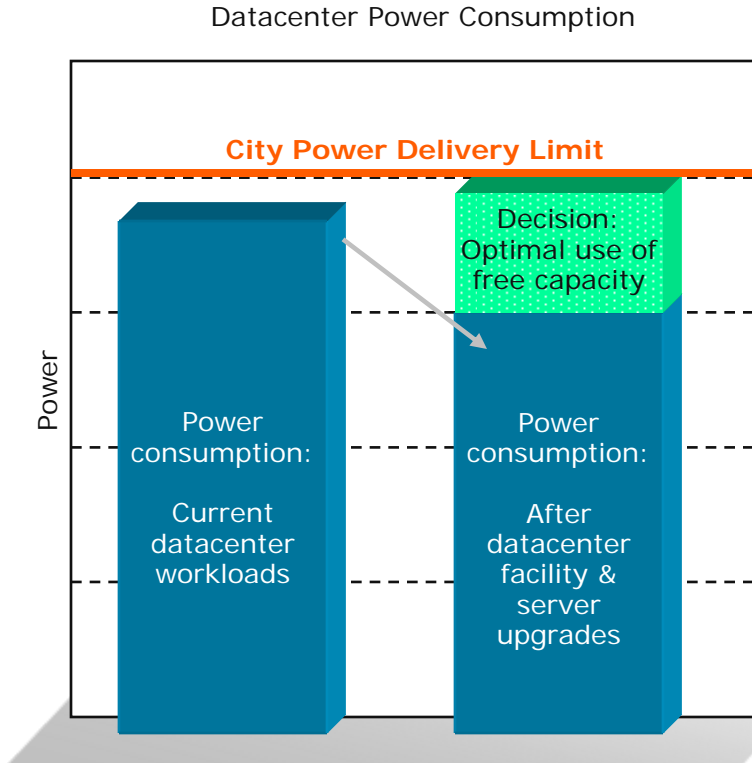 Datacenter Power Consumption
City Power Delivery Limit
Decision:
Optimal use of
free capacity
Power
Power
consumption:
Current
datacenter
workloads
Power
consumption:
After
datacenter
facility &
server
upgrades